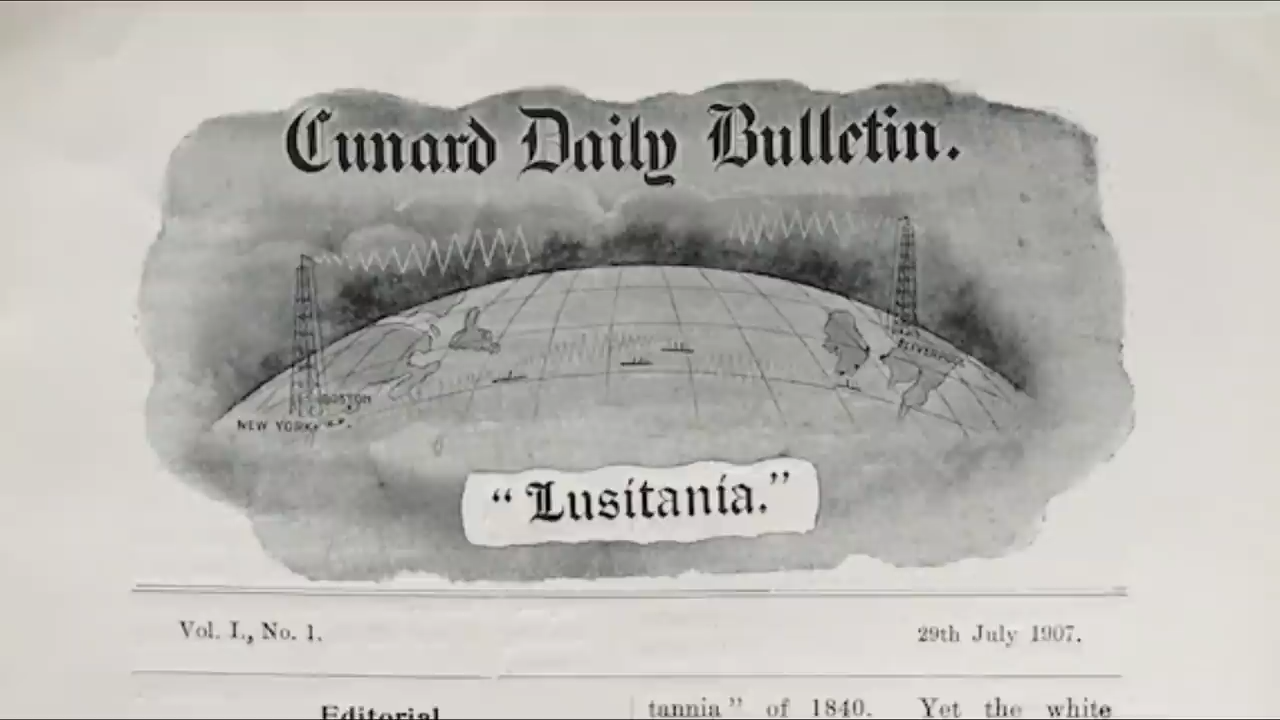 Cunard Daily Bulletin.
LIVERPOOL
BOSTON
NEW YORK
“Lusitania.”
Vol. I., No. 1.
29th July 1907.
Editorial
tannia” of 1840. Yet the white